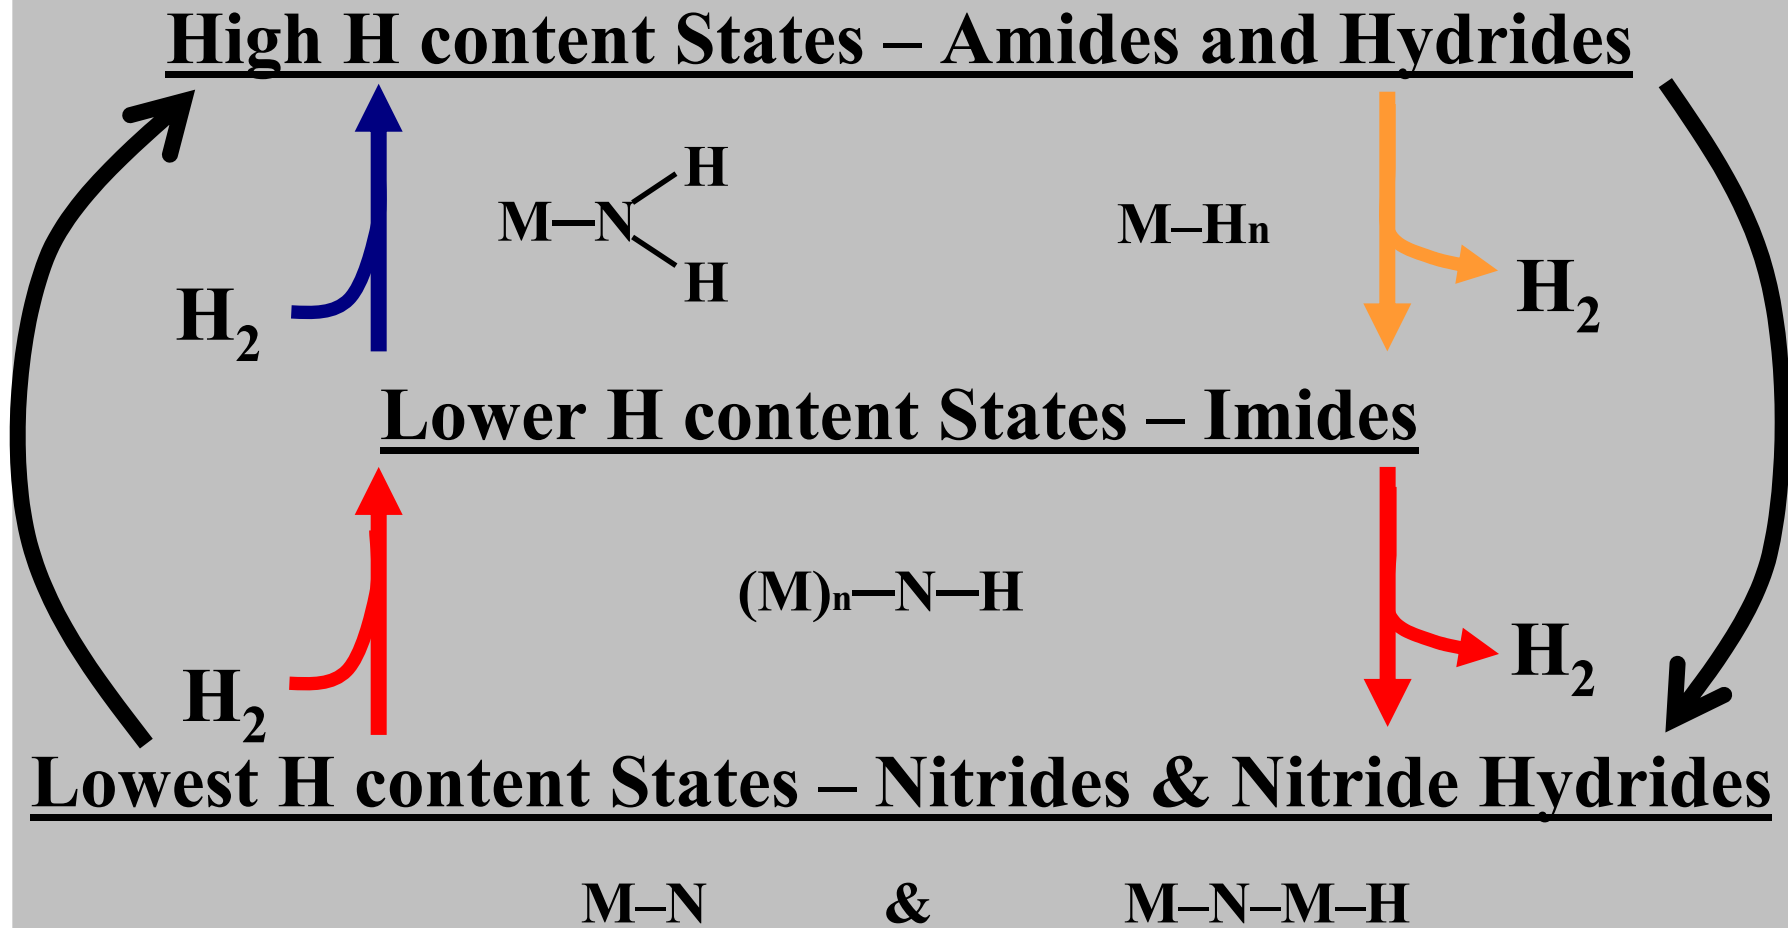 High H content States – Amides and Hydrides
H
M—N
H
M–Hn
H2
H2
Lower H content States – Imides
(M)n—N—H
H2
H2
Lowest H content States – Nitrides & Nitride Hydrides
M–N & M–N–M–H